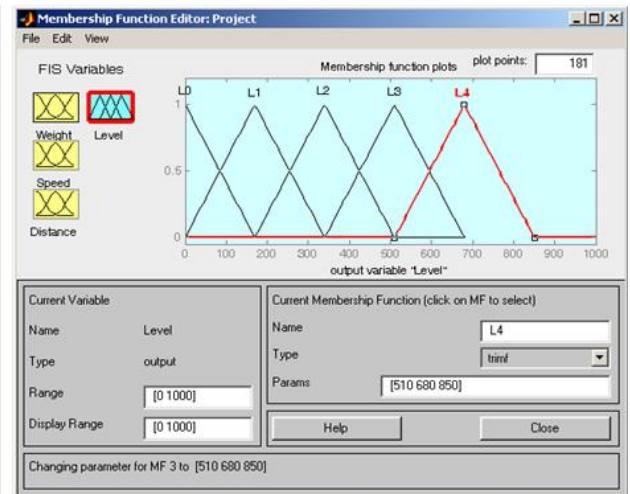 Membership Function Editor: Project
File Edit View
FIS Variables
Membership function plots
plot points:
181
Weight
Level
Speed
Distance
L0 L1 L2 L3 L4
1
0.5
0
0 100 200 300 400 500 600 700 800 900 1000
output variable "Level"
Current Variable
Name Level
Type output
Range [0 1000]
Display Range [0 1000]
Current Membership Function (click on MF to select)
Name L4
Type trimf
Params [510 680 850]
Help Close
Changing parameter for MF 3 to [510 680 850]